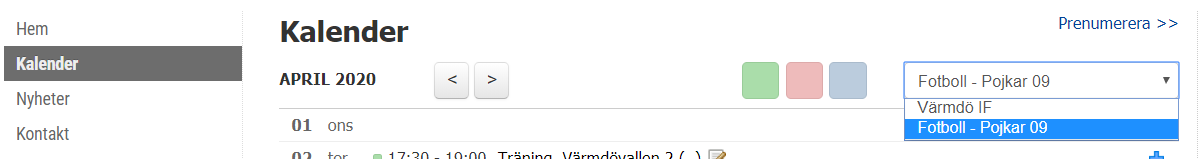 Hem
Kalender
Nyheter
Kontakt
Kalender
Prenumerera >>
APRIL 2020
<
>
Fotboll - Pojkar 09
Värmdö IF
Fotboll - Pojkar 09
01 ons
02 tor 17:30 - 19:00 Träning, Värmdövallen 2 (..)